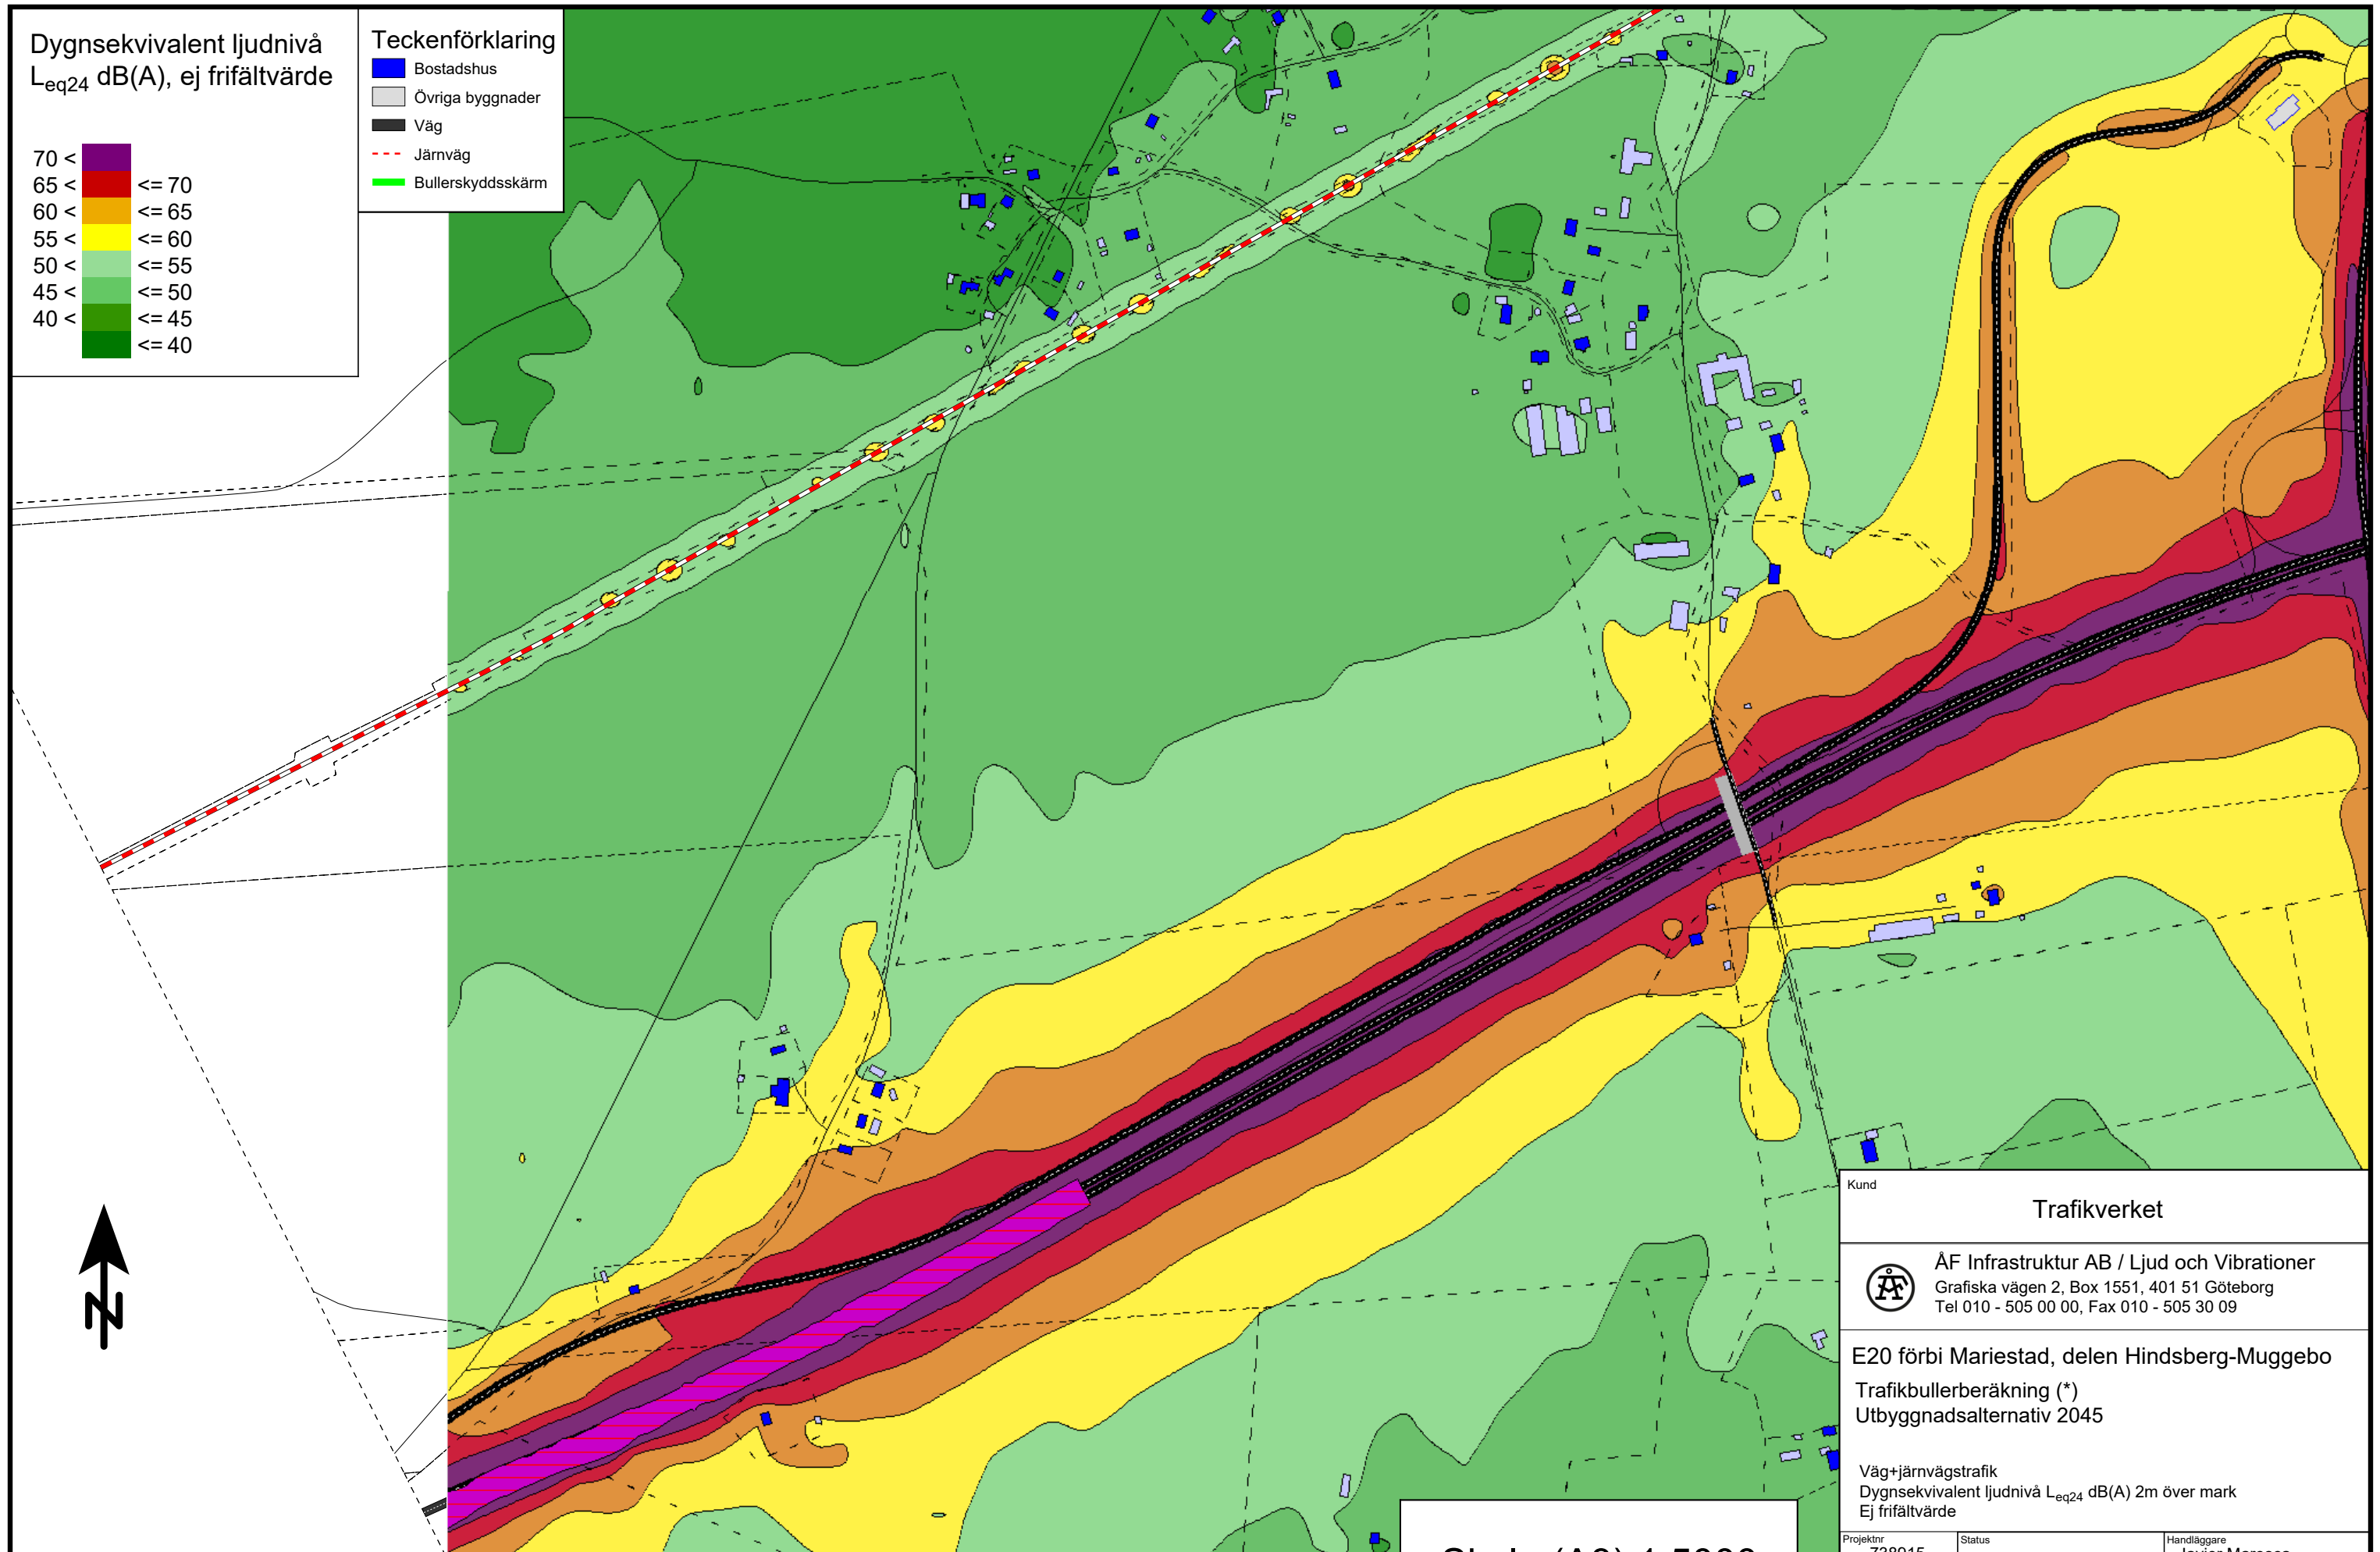 Dygnsekvivalent ljudnivå
Leq24 dB(A), ej frifältvärde
70 <
65 < <= 70
60 < <= 65
55 < <= 60
50 < <= 55
45 < <= 50
40 < <= 45
<= 40
Teckenförklaring
Bostadshus
Övriga byggnader
Väg
Järnväg
Bullerskyddsskärm
N
Kund
Trafikverket
ÅF
ÅF Infrastruktur AB / Ljud och Vibrationer
Grafiska vägen 2, Box 1551, 401 51 Göteborg
Tel 010 - 505 00 00, Fax 010 - 505 30 09
E20 förbi Mariestad, delen Hindsberg-Muggebo
Trafikbullerberäkning (*)
Utbyggnadsalternativ 2045
Väg+järnvägstrafik
Dygnsekvivalent ljudnivå Leq24 dB(A) 2m över mark
Ej frifältvärde
Projektnr
Status
Handläggare